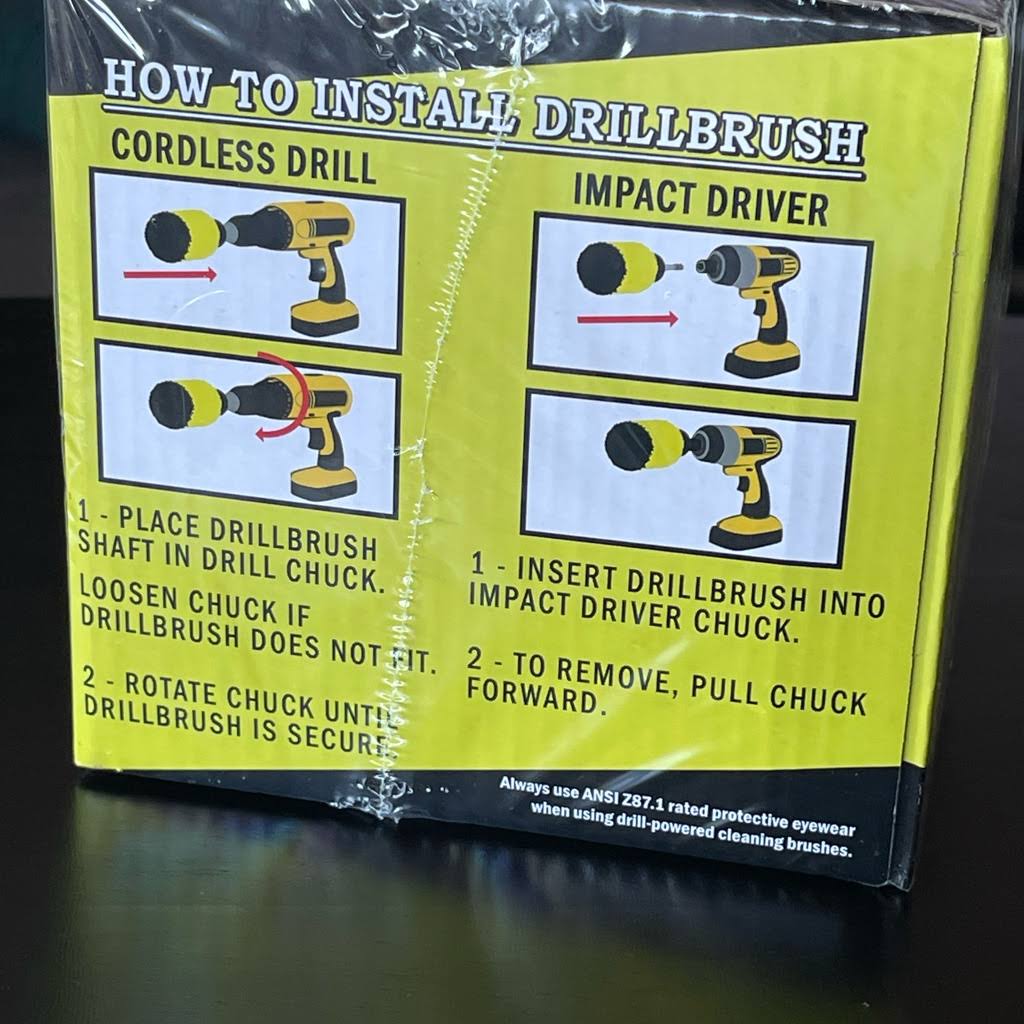 HOW TO INSTALL DRILLBRUSH
CORDLESS DRILL
1 - PLACE DRILLBRUSH
SHAFT IN DRILL CHUCK.
LOOSEN CHUCK IF
DRILLBRUSH DOES NOT FIT.
2 - ROTATE CHUCK UNTIL
DRILLBRUSH IS SECURE.
IMPACT DRIVER
1 - INSERT DRILLBRUSH INTO
IMPACT DRIVER CHUCK.
2 - TO REMOVE, PULL CHUCK
FORWARD.
Always use ANSI Z87.1 rated protective eyewear
when using drill-powered cleaning brushes.